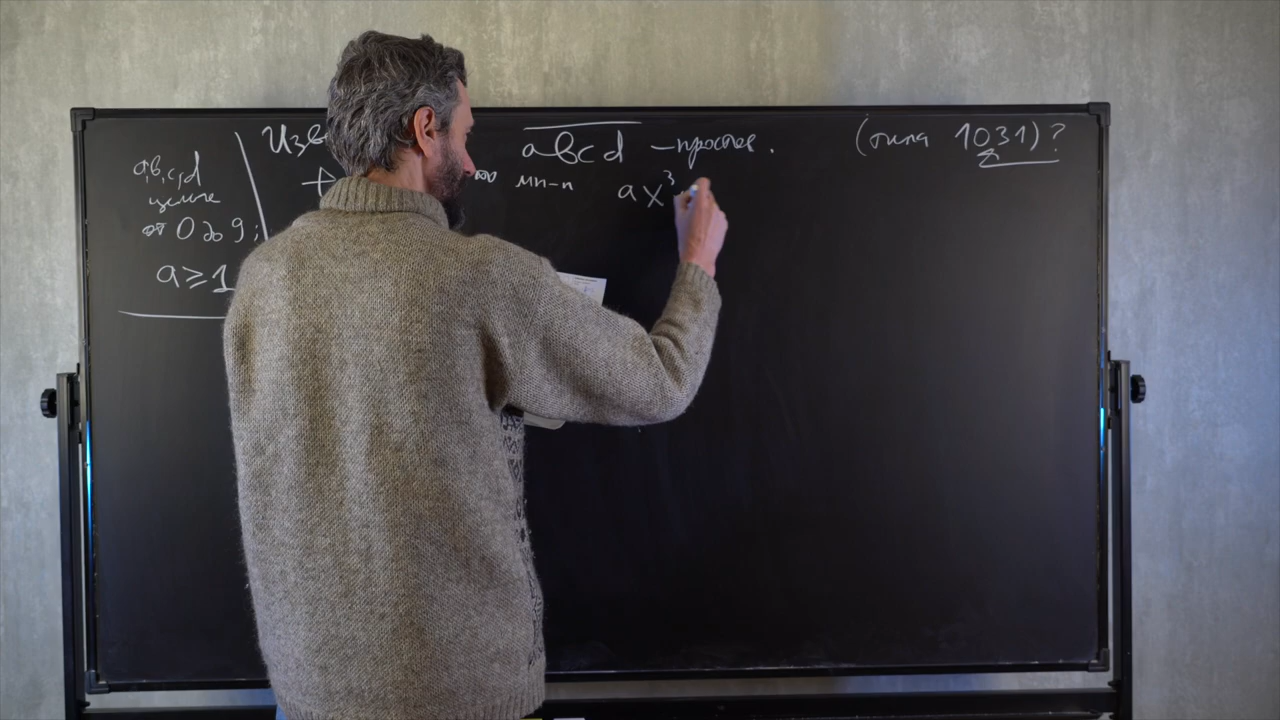 a,b,c,d
целые
от 0 до 9;
a ⩾ 1
Изв
abcd – простое.
(типа 1031)?
мн-н ax³